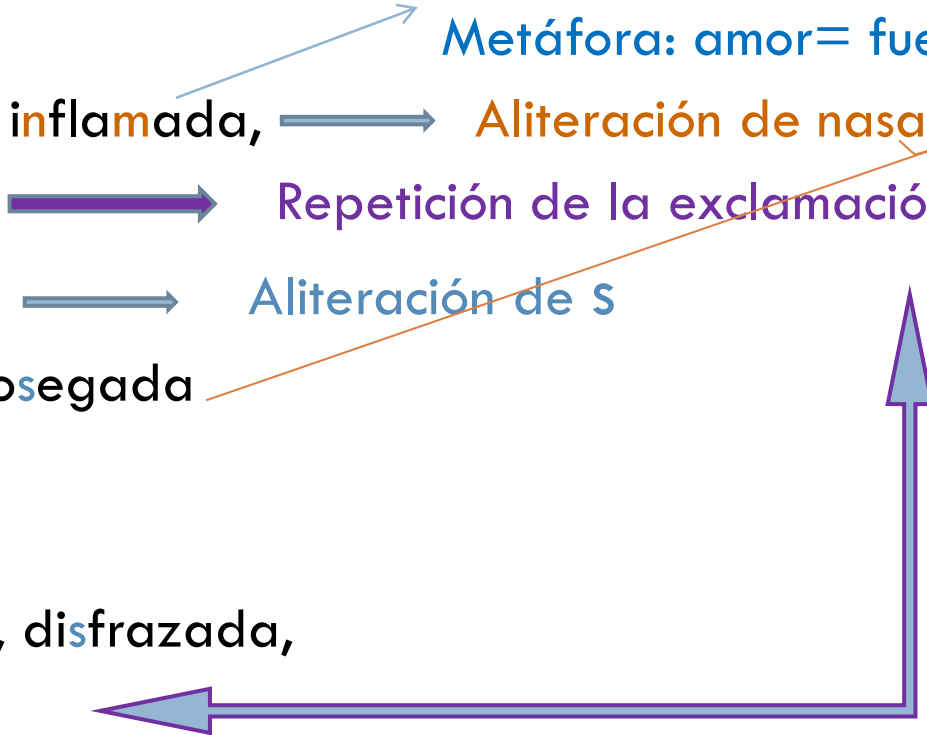 Metáfora: amor= fue
inflamada, Aliteración de nasa
Repetición de la exclamació
Aliteración de s
osegada
, disfrazada,